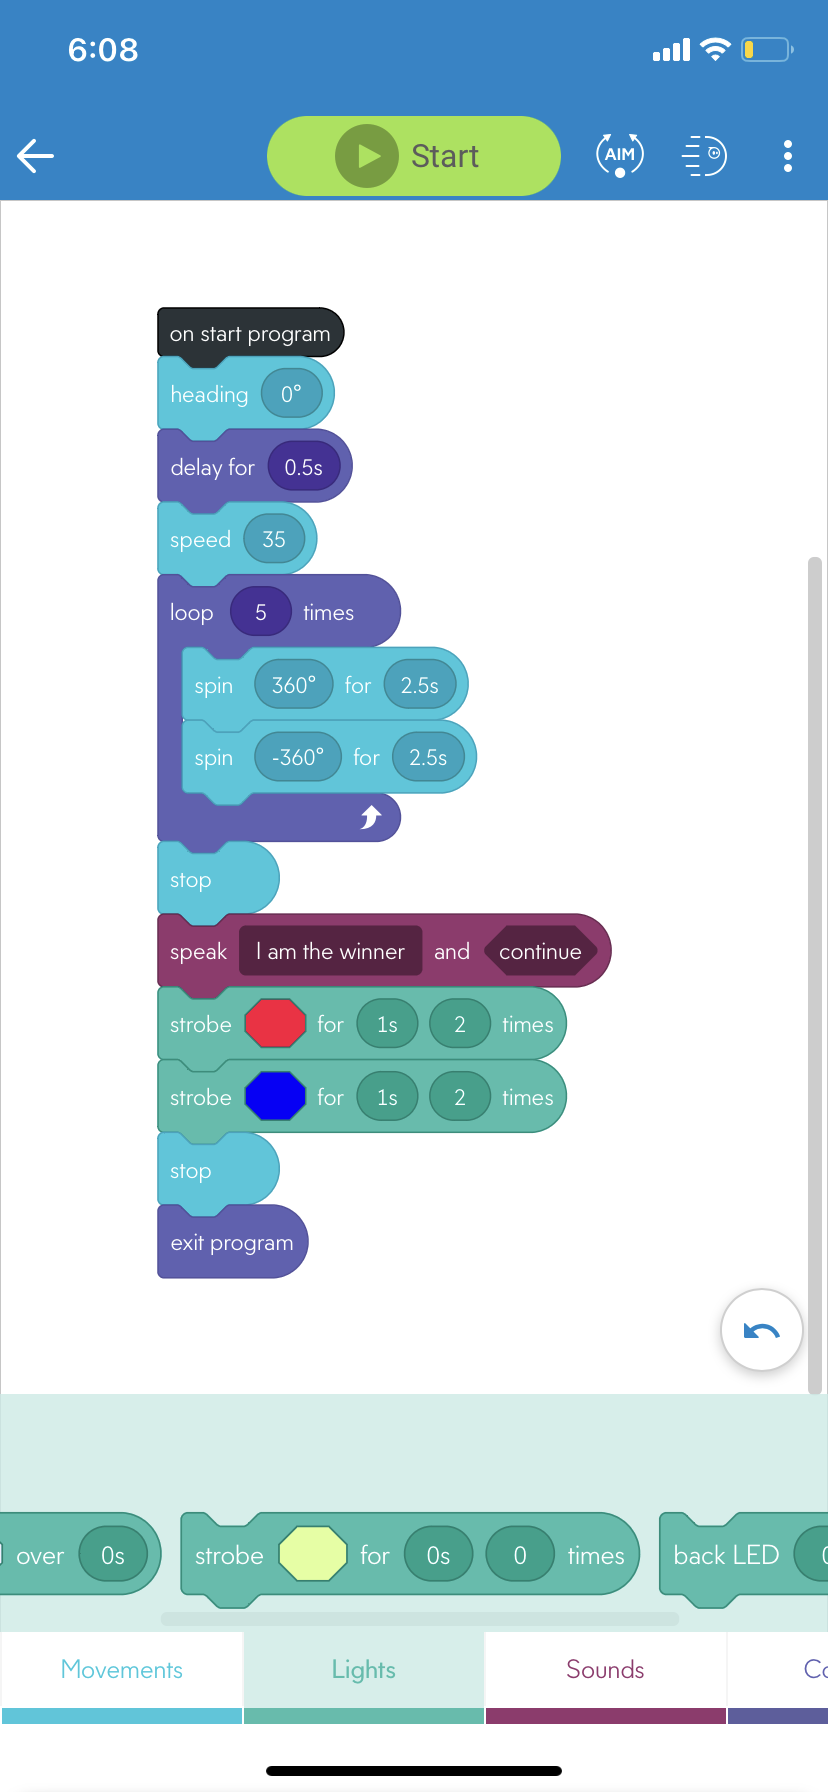 6:08
Start
AIM
on start program
heading 0°
delay for 0.5s
speed 35
loop 5 times
spin 360° for 2.5s
spin -360° for 2.5s
stop
speak I am the winner and continue
strobe for 1s 2 times
strobe for 1s 2 times
stop
exit program
over 0s
strobe for 0s 0 times
back LED
Movements
Lights
Sounds